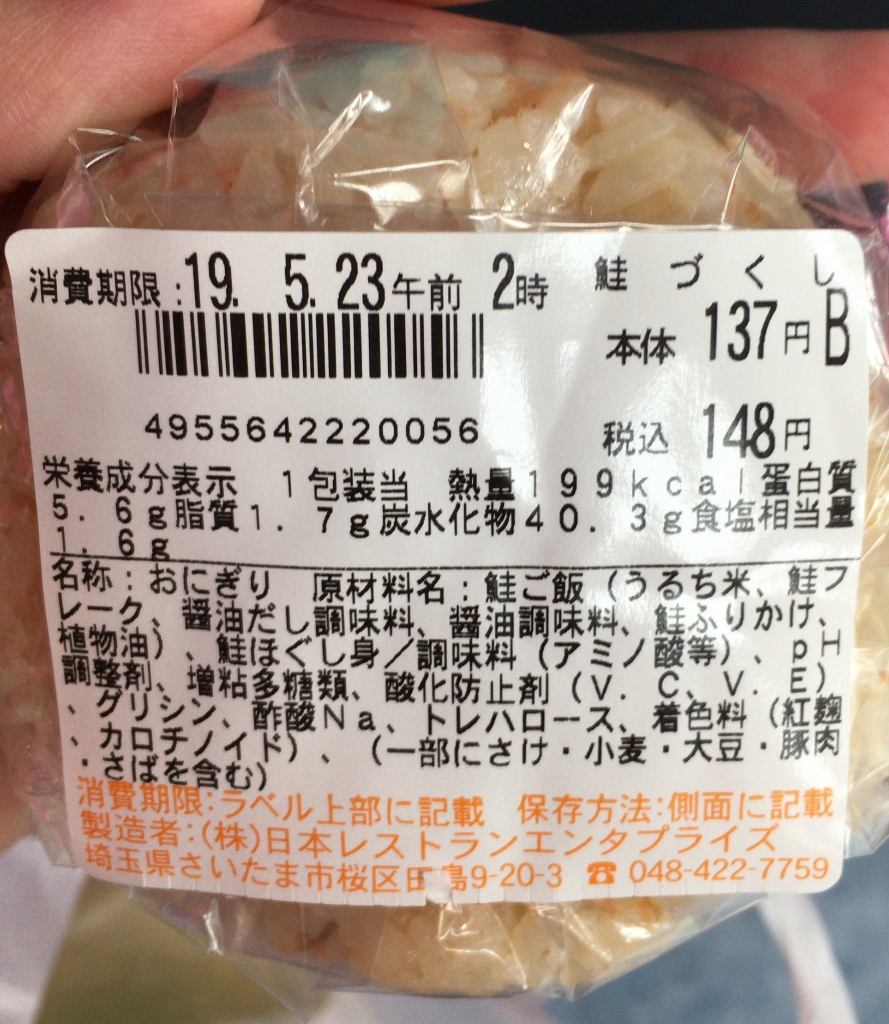 消費期限:19. 5. 23午前 2時
鮭づくし
本体 137円 B
4955642220056
税込 148円
栄養成分表示 1包装当 熱量199kcal蛋白質
5.6g脂質1.7g炭水化物40.3g食塩相当量
1.6g
名称:おにぎり 原材料名:鮭ご飯(うるち米、鮭フ
レーク、醤油だし調味料、醤油調味料、鮭ふりかけ、
植物油)、鮭ほぐし身/調味料(アミノ酸等)、pH
調整剤、増粘多糖類、酸化防止剤(V.C、V.E)
、グリシン、酢酸Na、トレハロース、着色料(紅麹
、カロチノイド)、(一部にさけ・小麦・大豆・豚肉
・さばを含む)
消費期限:ラベル上部に記載 保存方法:側面に記載
製造者:(株)日本レストランエンタプライズ
埼玉県さいたま市桜区田島9-20-3 ☎ 048-422-7759